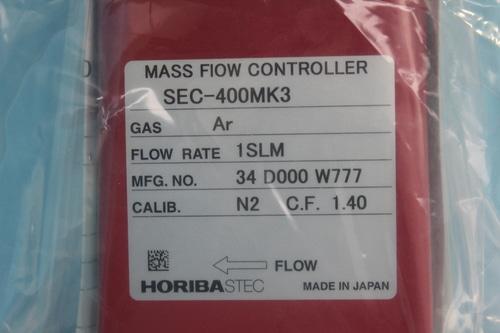 MASS FLOW CONTROLLER
SEC-400MK3
GAS Ar
FLOW RATE 1SLM
MFG. NO. 34 D000 W777
CALIB. N2 C.F. 1.40
FLOW
HORIBASTEC MADE IN JAPAN